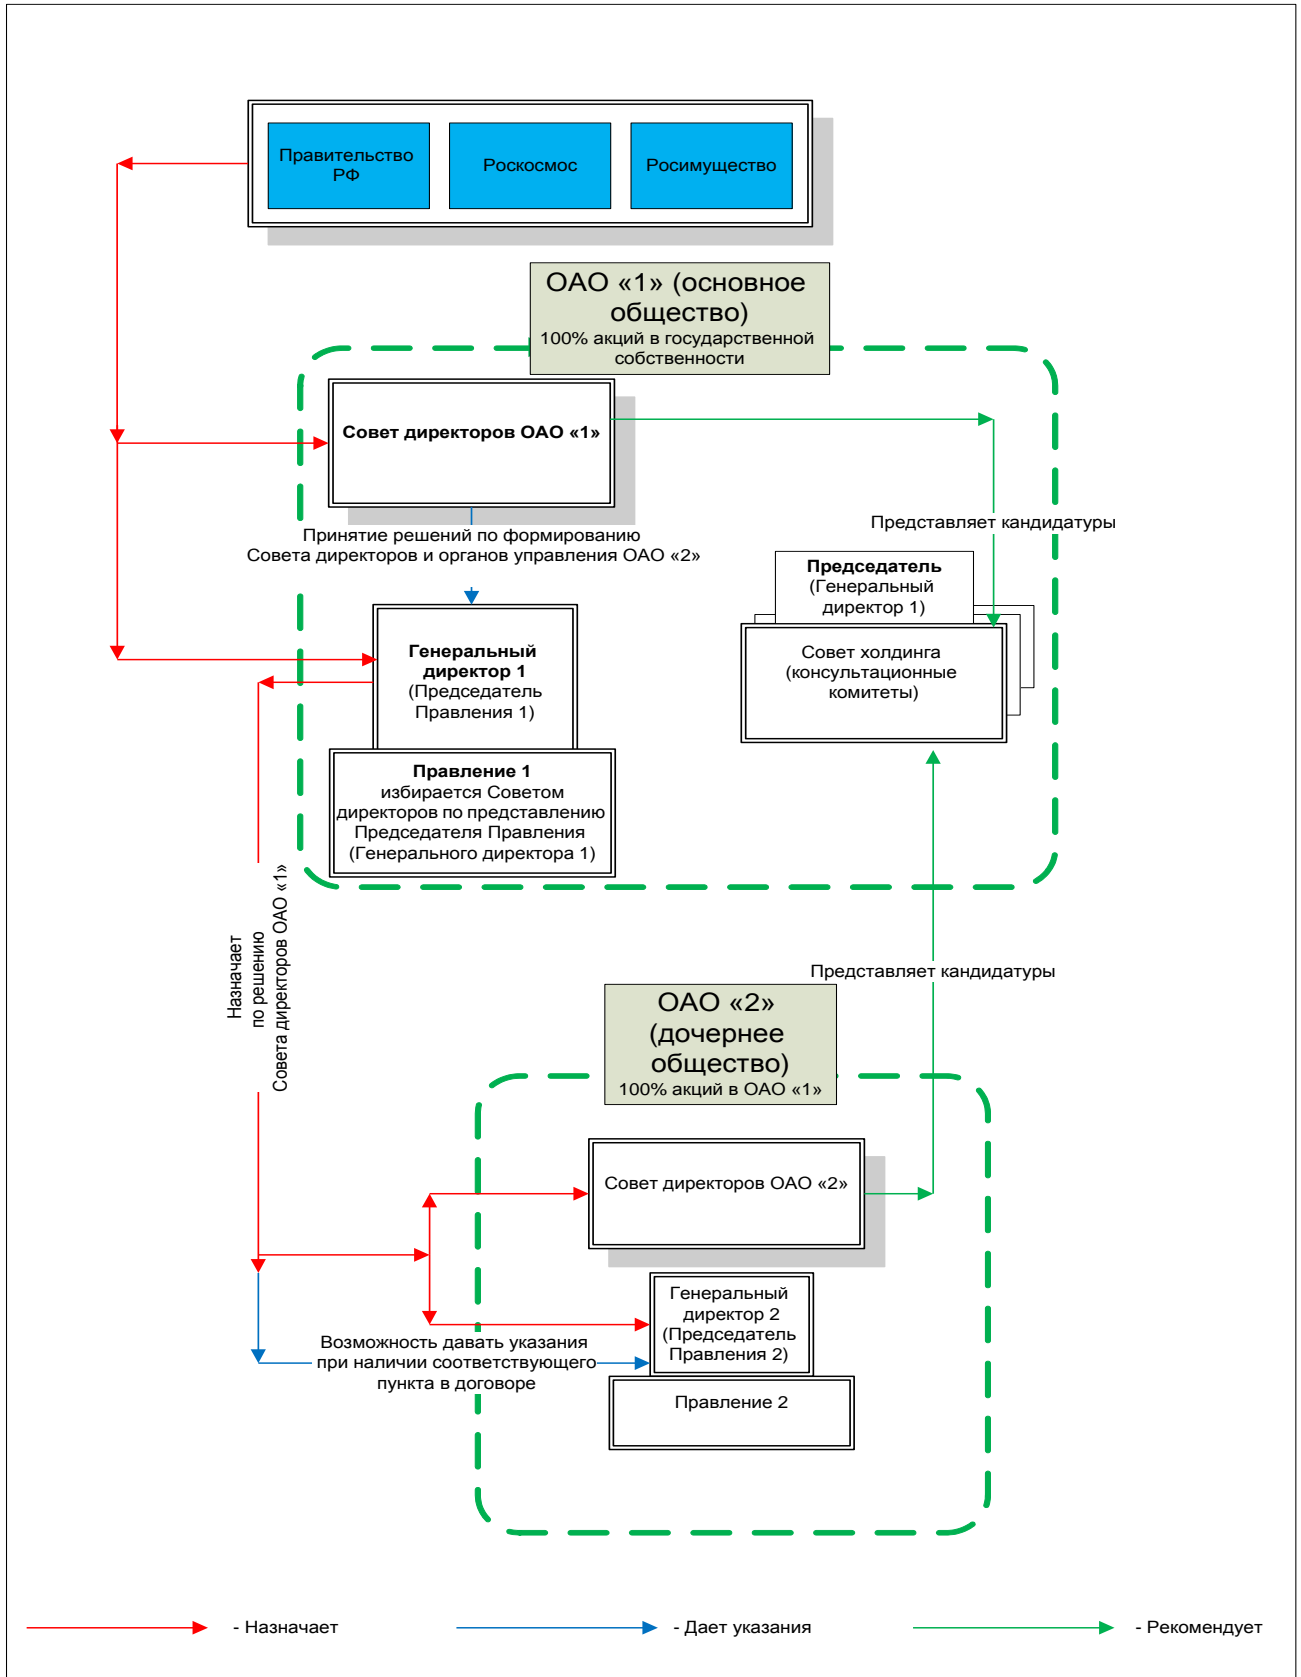 Правительство
РФ
Роскосмос
Росимущество
ОАО «1» (основное
общество)
100% акций в государственной
собственности
Совет директоров ОАО «1»
Принятие решений по формированию
Совета директоров и органов управления ОАО «2»
Представляет кандидатуры
Председатель
(Генеральный
директор 1)
Совет холдинга
(консультационные
комитеты)
Генеральный
директор 1
(Председатель
Правления 1)
Правление 1
избирается Советом
директоров по представлению
Председателя Правления
(Генерального директора 1)
Назначает
по решению
Совета директоров ОАО «1»
Представляет кандидатуры
ОАО «2»
(дочернее
общество)
100% акций в ОАО «1»
Совет директоров ОАО «2»
Генеральный
директор 2
(Председатель
Правления 2)
Возможность давать указания
при наличии соответствующего
пункта в договоре
Правление 2
- Назначает
- Дает указания
- Рекомендует